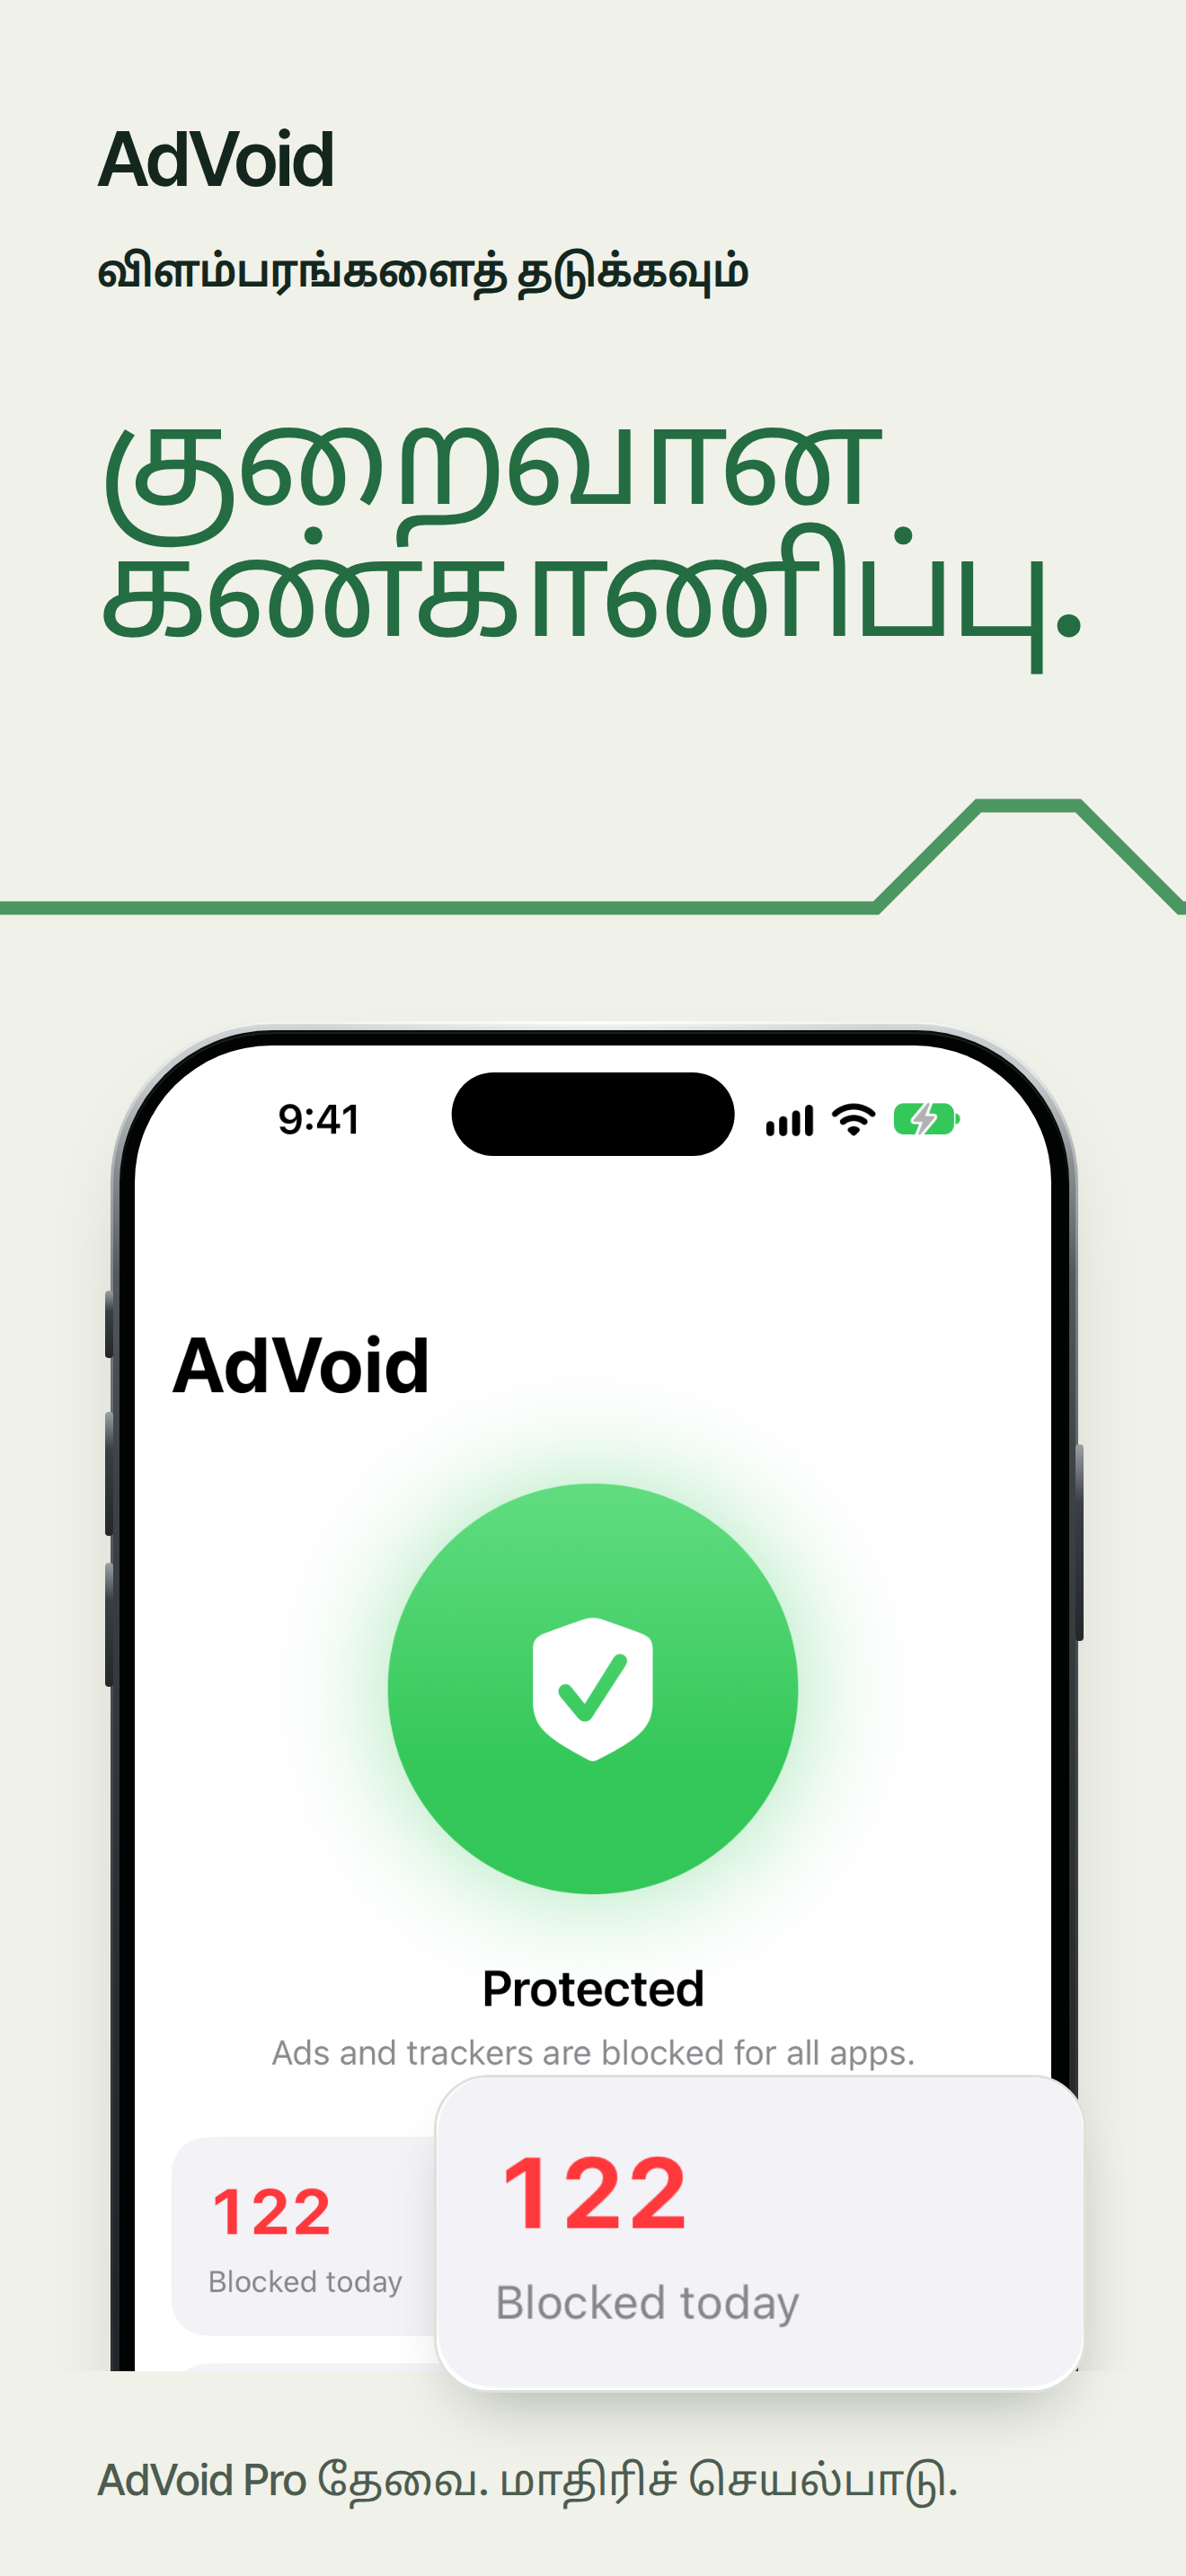 AdVoid
விளம்பரங்களைத் தடுக்கவும்
குறைவான
கண்காணிப்பு.
9:41
AdVoid
Protected
Ads and trackers are blocked for all apps.
122
Blocked today
122
Blocked today
AdVoid Pro தேவை. மாதிரிச் செயல்பாடு.